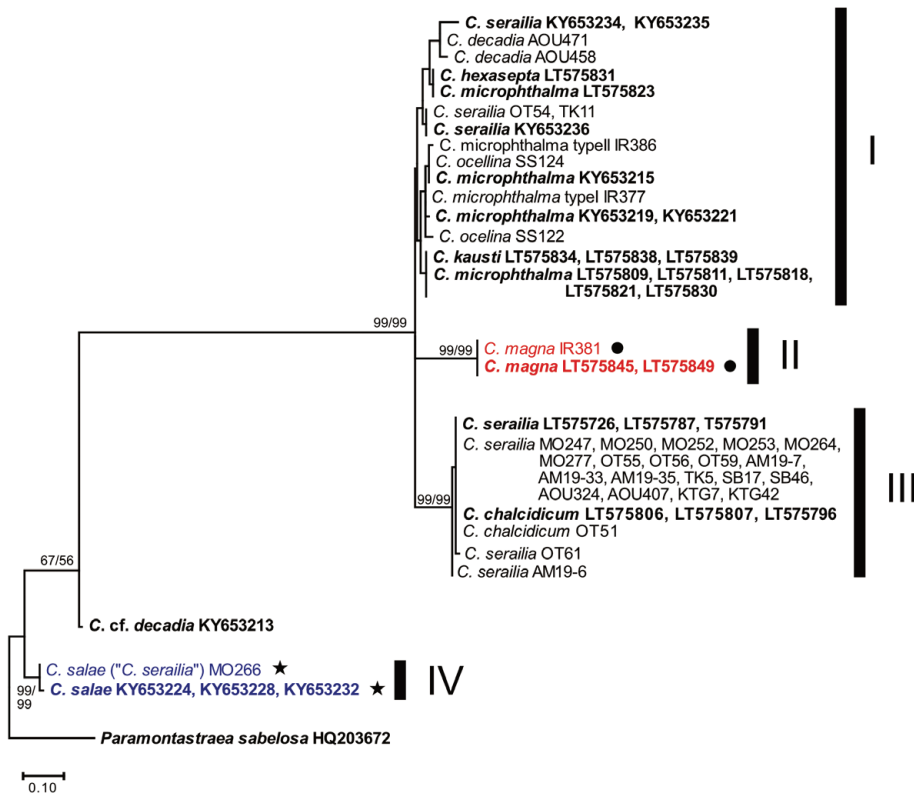 C. serailia KY653234, KY653235
C. decadia AOU471
C. decadia AOU458
C. hexasepta LT575831
C. microphthalma LT575823
C. serailia OT54, TK11
C. serailia KY653236
C. microphthalma typeII IR386
C. ocellina SS124
C. microphthalma KY653215
C. microphthalma typeI IR377
C. microphthalma KY653219, KY653221
C. ocelina SS122
C. kausti LT575834, LT575838, LT575839
C. microphthalma LT575809, LT575811, LT575818,
LT575821, LT575830
I
99/99
99/99
C. magna IR381
C. magna LT575845, LT575849
II
C. serailia LT575726, LT575787, T575791
C. serailia MO247, MO250, MO252, MO253, MO264,
MO277, OT55, OT56, OT59, AM19-7,
AM19-33, AM19-35, TK5, SB17, SB46,
AOU324, AOU407, KTG7, KTG42
99/99
C. chalcidicum LT575806, LT575807, LT575796
C. chalcidicum OT51
C. serailia OT61
C. serailia AM19-6
III
67/56
C. cf. decadia KY653213
C. salae ("C. serailia") MO266
C. salae KY653224, KY653228, KY653232
99/
99
IV
Paramontastraea sabelosa HQ203672
0.10